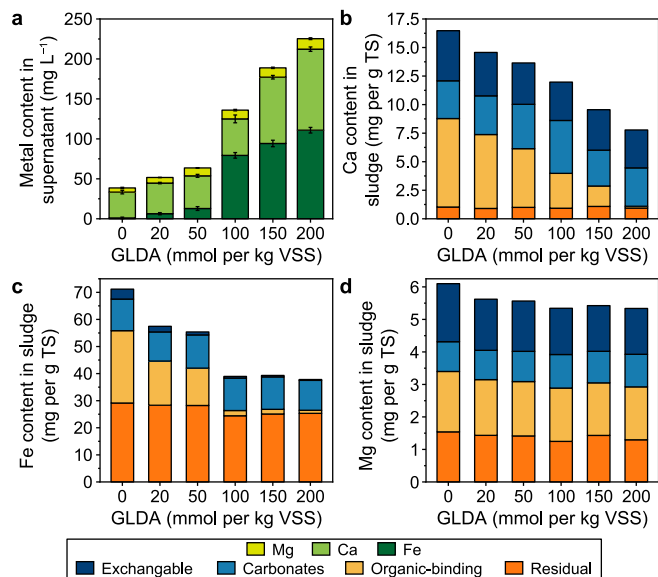 a
Metal content in
supernatant (mg L⁻¹)
250
200
150
100
50
0
0 20 50 100 150 200
GLDA (mmol per kg VSS)
b
Ca content in
sludge (mg per g TS)
17.5
15.0
12.5
10.0
7.5
5.0
2.5
0.0
0 20 50 100 150 200
GLDA (mmol per kg VSS)
c
Fe content in sludge
(mg per g TS)
70
60
50
40
30
20
10
0
0 20 50 100 150 200
GLDA (mmol per kg VSS)
d
Mg content in sludge
(mg per g TS)
6
5
4
3
2
1
0
0 20 50 100 150 200
GLDA (mmol per kg VSS)
Mg Ca Fe
Exchangable Carbonates Organic-binding Residual